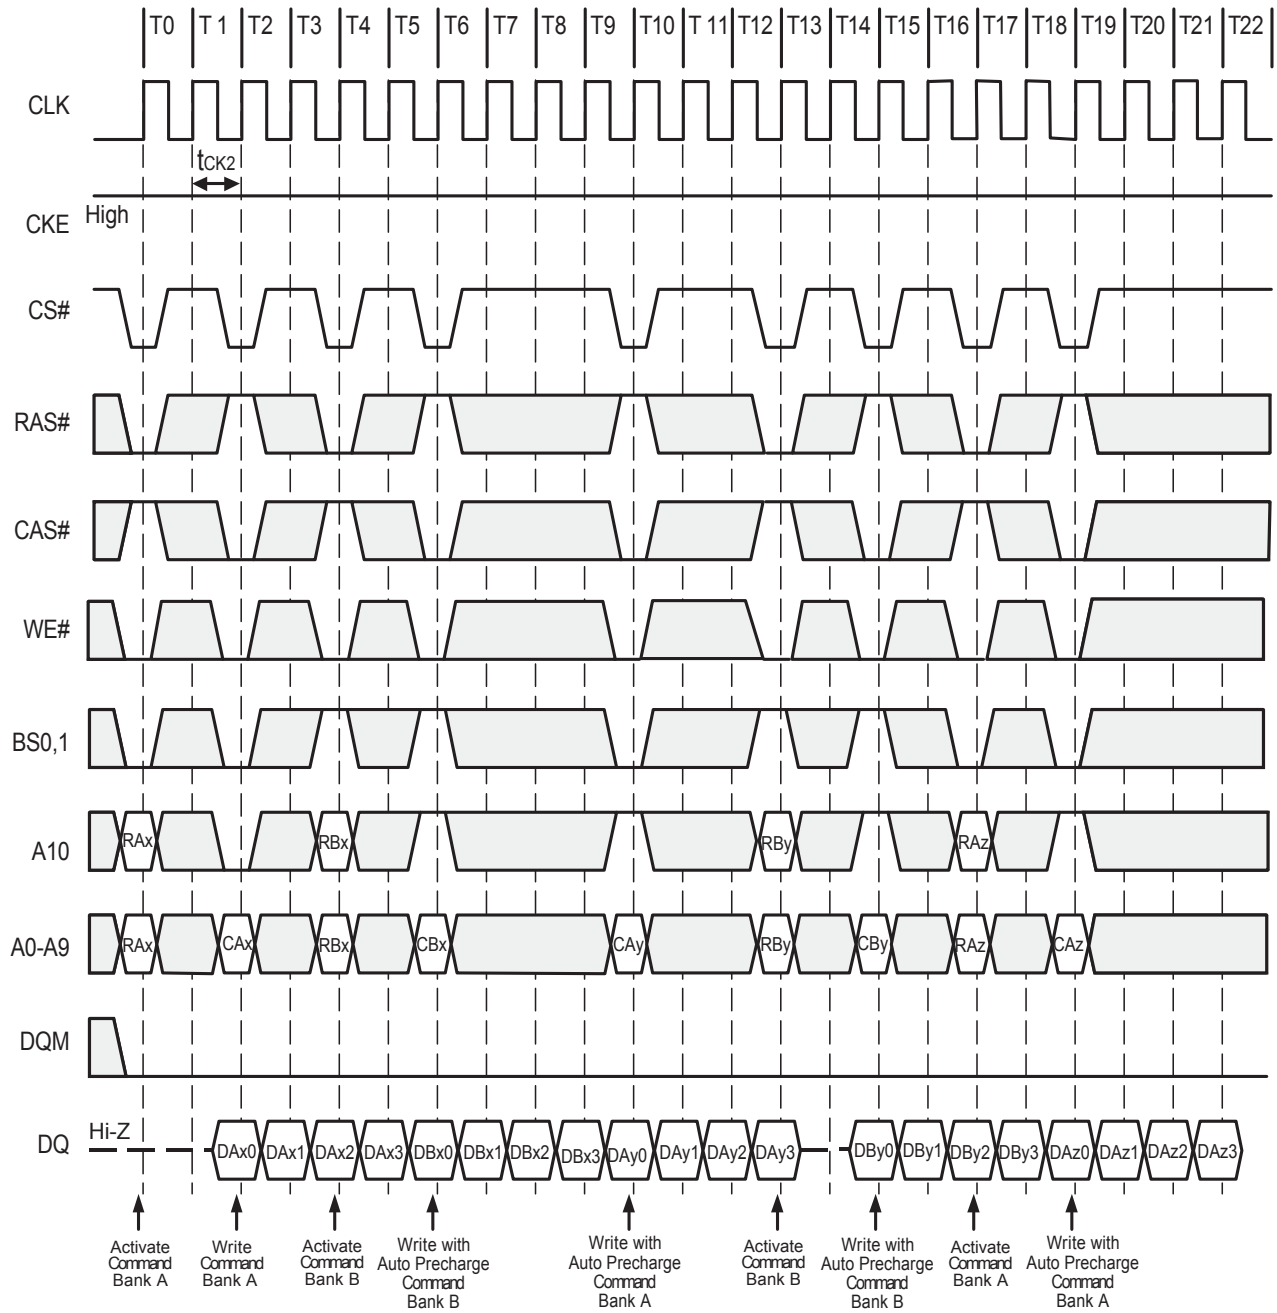 T0 T 1 T2 T3 T4 T5 T6 T7 T8 T9 T10 T 11 T12 T13 T14 T15 T16 T17 T18 T19 T20 T21 T22
CLK
tCK2
CKE High
CS#
RAS#
CAS#
WE#
BS0,1
A10 RAx RBx RBy RAz
A0-A9 RAx CAx RBx CBx CAy RBy CBy RAz CAz
DQM
DQ Hi-Z DAx0 DAx1 DAx2 DAx3 DBx0 DBx1 DBx2 DBx3 DAy0 DAy1 DAy2 DAy3 DBy0 DBy1 DBy2 DBy3 DAz0 DAz1 DAz2 DAz3
Activate
Command
Bank A
Write
Command
Bank A
Activate
Command
Bank B
Write with
Auto Precharge
Command
Bank B
Write with
Auto Precharge
Command
Bank A
Activate
Command
Bank B
Write with
Auto Precharge
Command
Bank B
Activate
Command
Bank A
Write with
Auto Precharge
Command
Bank A